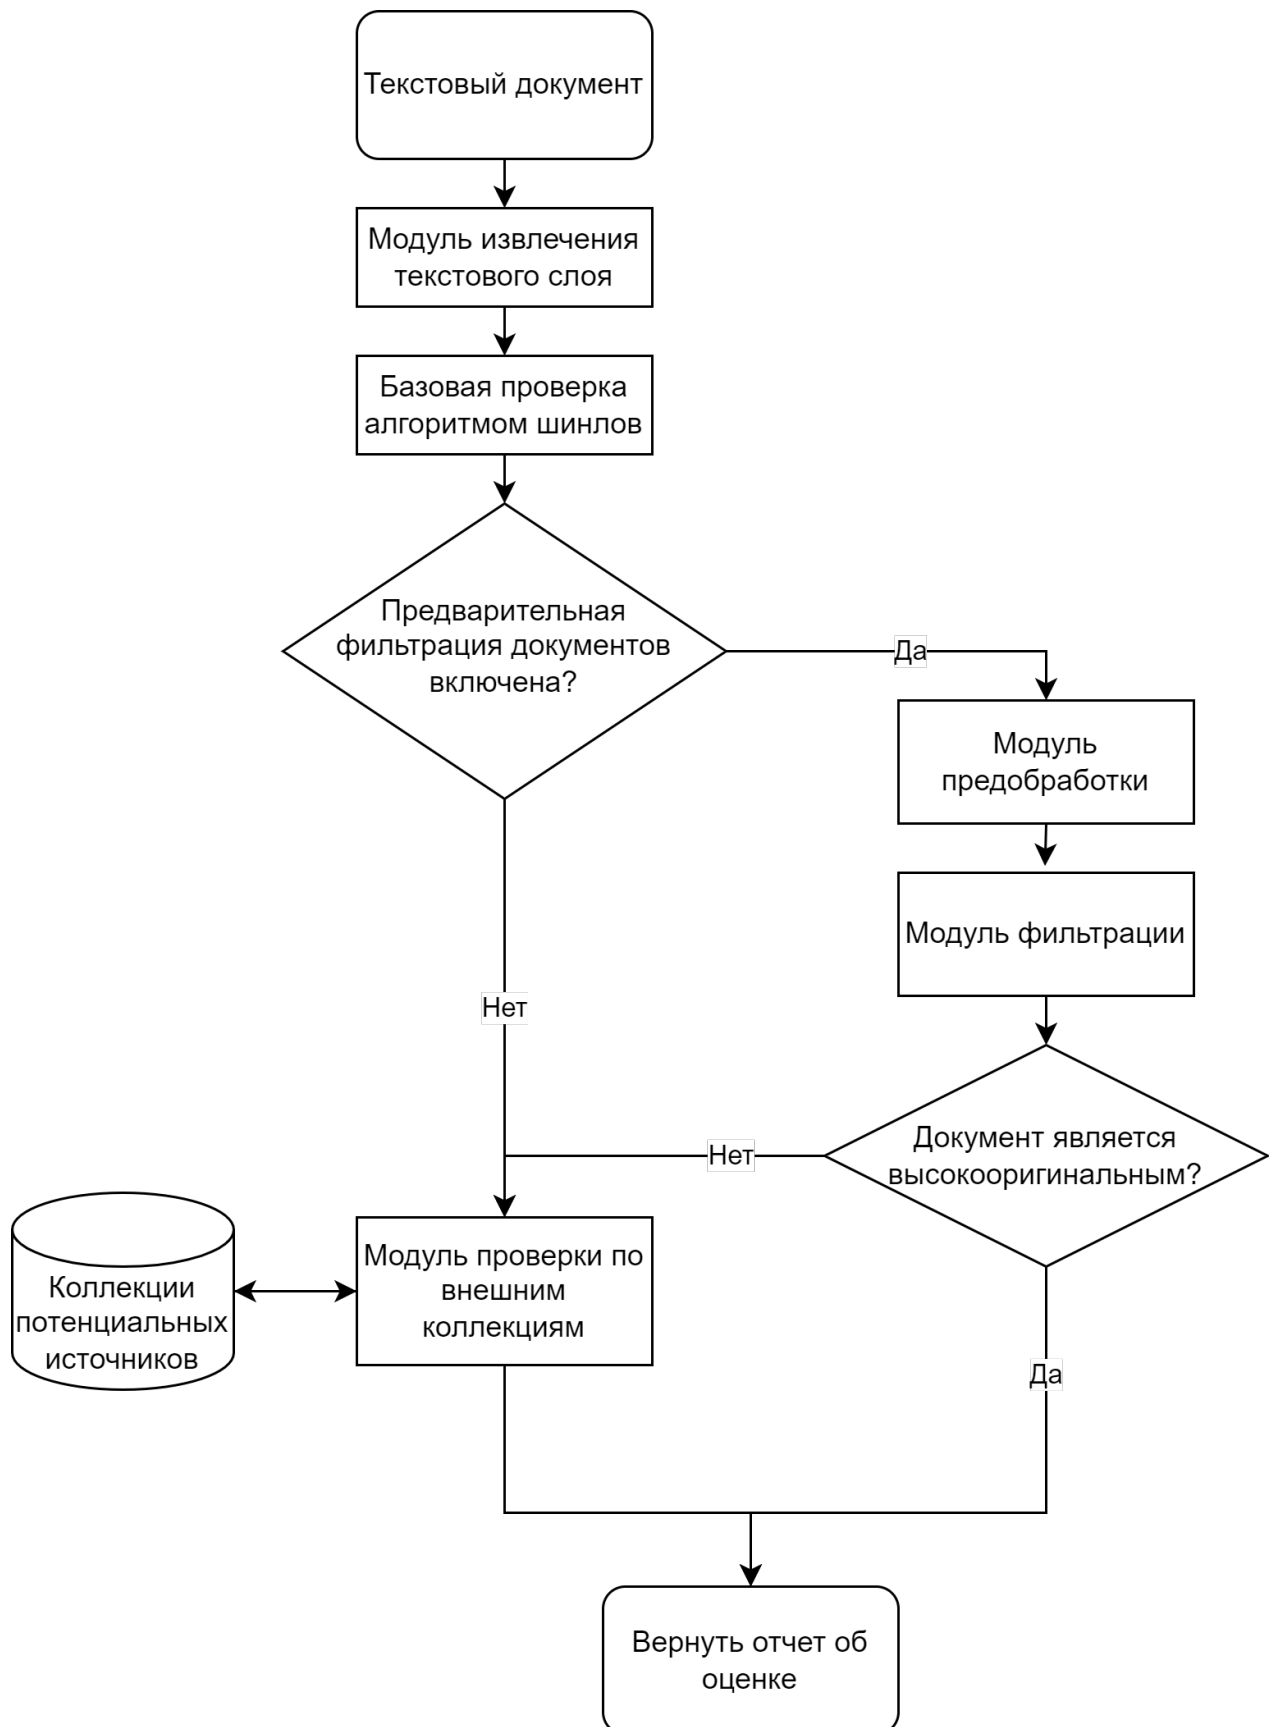 Текстовый документ
Модуль извлечения
текстового слоя
Базовая проверка
алгоритмом шинлов
Предварительная
фильтрация документов
включена?
Да
Модуль
предобработки
Модуль фильтрации
Нет
Документ является
высокооригинальным?
Нет
Модуль проверки по
внешним
коллекциям
Коллекции
потенциальных
источников
Да
Вернуть отчет об
оценке